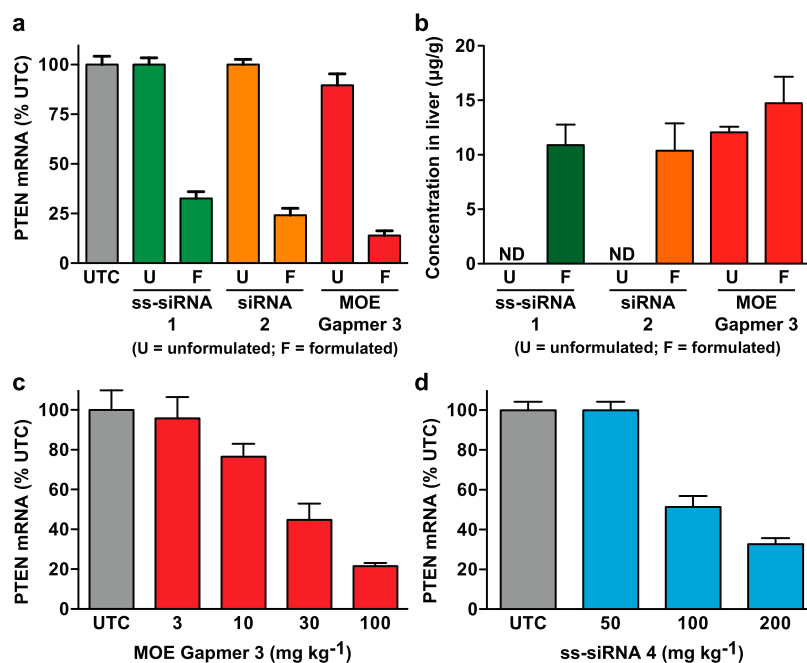 a
PTEN mRNA (% UTC)
100
75
50
25
0
UTC U F U F U F
ss-siRNA siRNA MOE
1 2 Gapmer 3
(U = unformulated; F = formulated)
b
Concentration in liver (µg/g)
20
15
10
5
0
ND ND
U F U F U F
ss-siRNA siRNA MOE
1 2 Gapmer 3
(U = unformulated; F = formulated)
c
PTEN mRNA (% UTC)
100
80
60
40
20
0
UTC 3 10 30 100
MOE Gapmer 3 (mg kg⁻¹)
d
PTEN mRNA (% UTC)
100
80
60
40
20
0
UTC 50 100 200
ss-siRNA 4 (mg kg⁻¹)